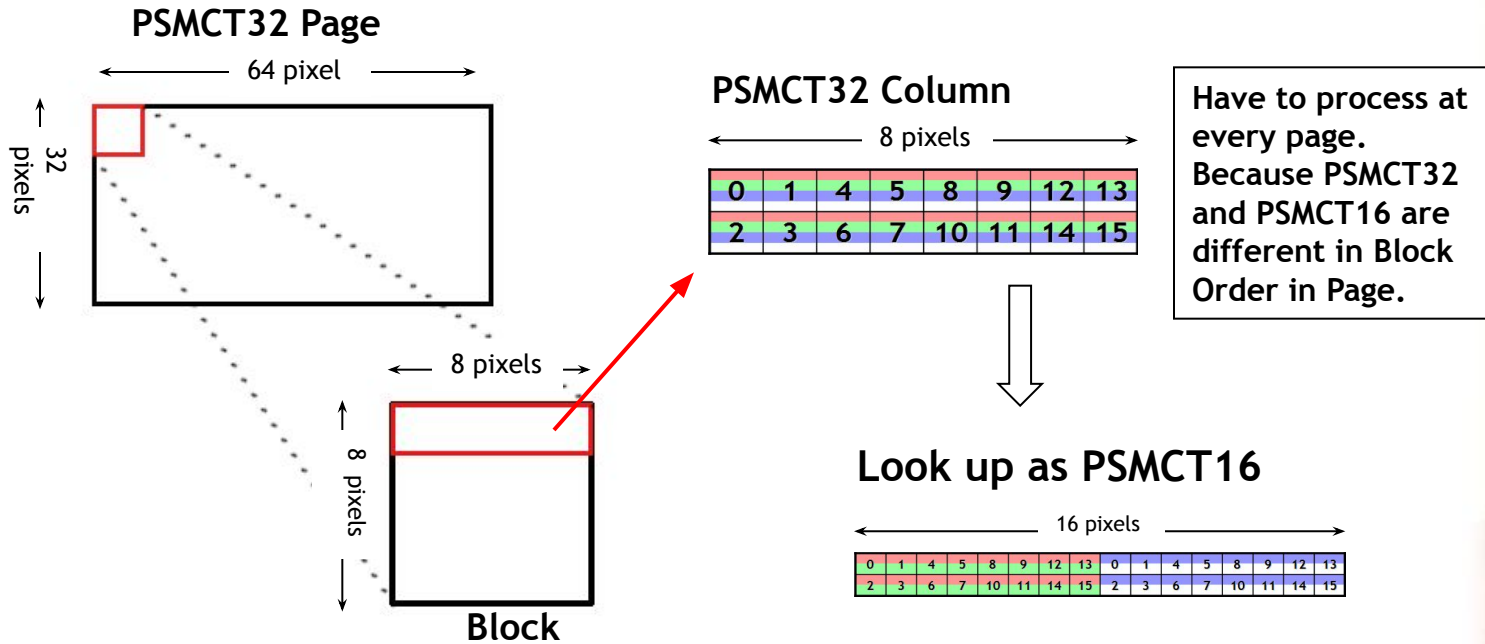 PSMCT32 Page
64 pixel
32
pixels
PSMCT32 Column
8 pixels
0 1 4 5 8 9 12 13
2 3 6 7 10 11 14 15
Have to process at
every page.
Because PSMCT32
and PSMCT16 are
different in Block
Order in Page.
8 pixels
8 pixels
Block
Look up as PSMCT16
16 pixels
0 1 4 5 8 9 12 13 0 1 4 5 8 9 12 13
2 3 6 7 10 11 14 15 2 3 6 7 10 11 14 15